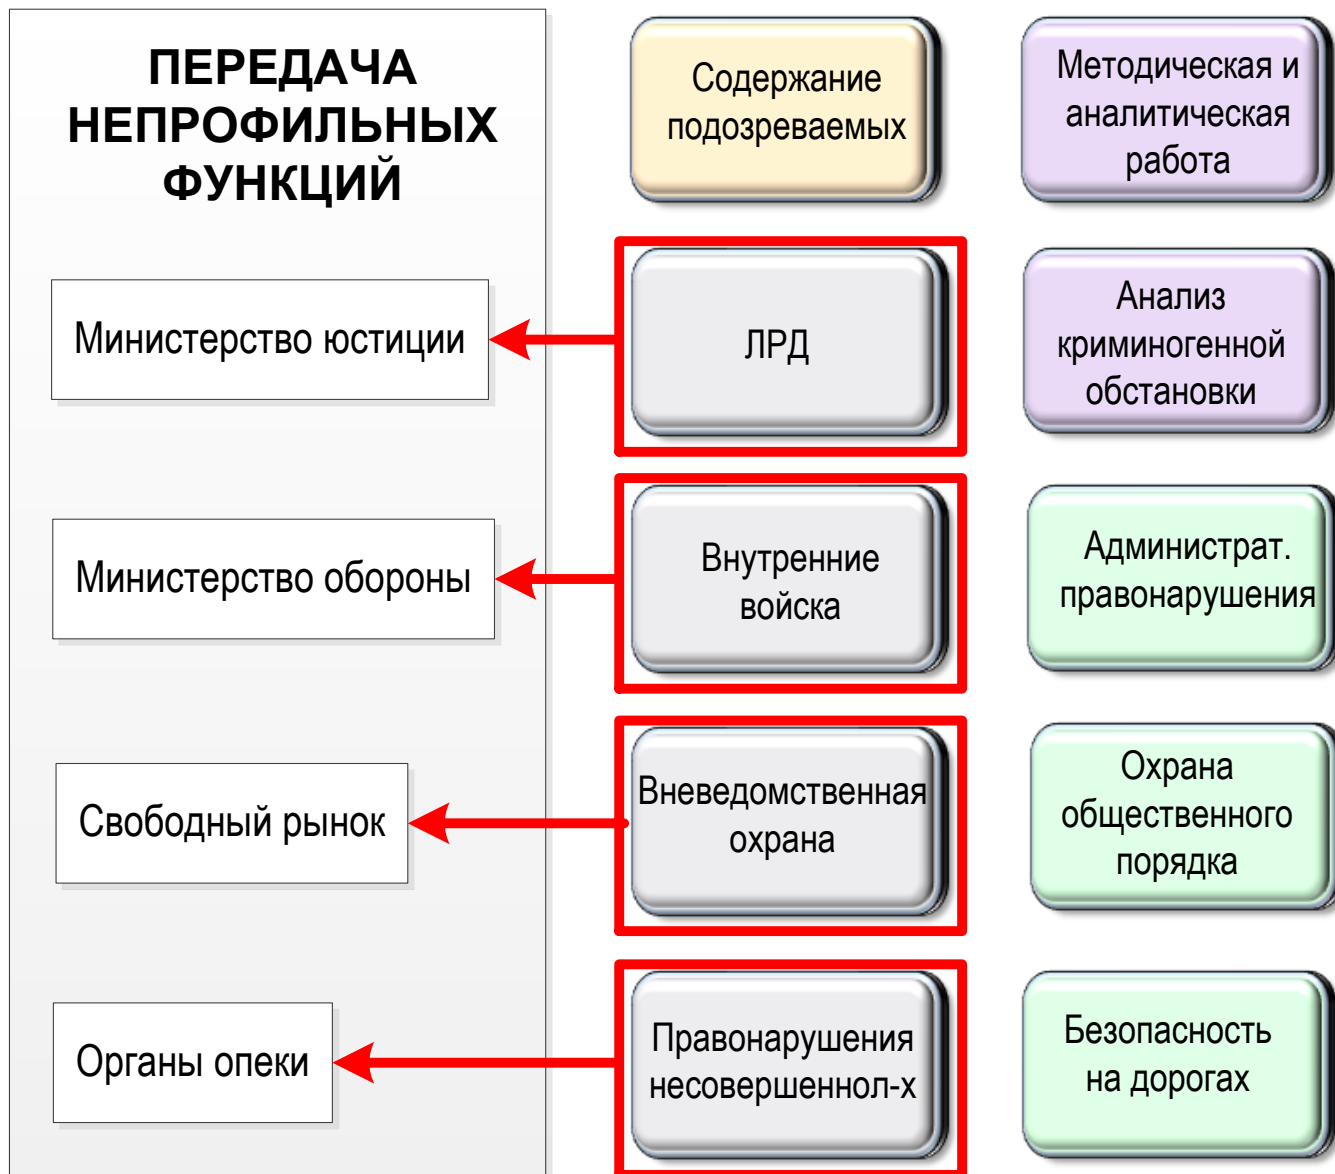 ПЕРЕДАЧА
НЕПРОФИЛЬНЫХ
ФУНКЦИЙ
Содержание
подозреваемых
Методическая и
аналитическая
работа
Министерство юстиции
ЛРД
Анализ
криминогенной
обстановки
Министерство обороны
Внутренние
войска
Администрат.
правонарушения
Свободный рынок
Вневедомственная
охрана
Охрана
общественного
порядка
Органы опеки
Правонарушения
несовершеннол-х
Безопасность
на дорогах